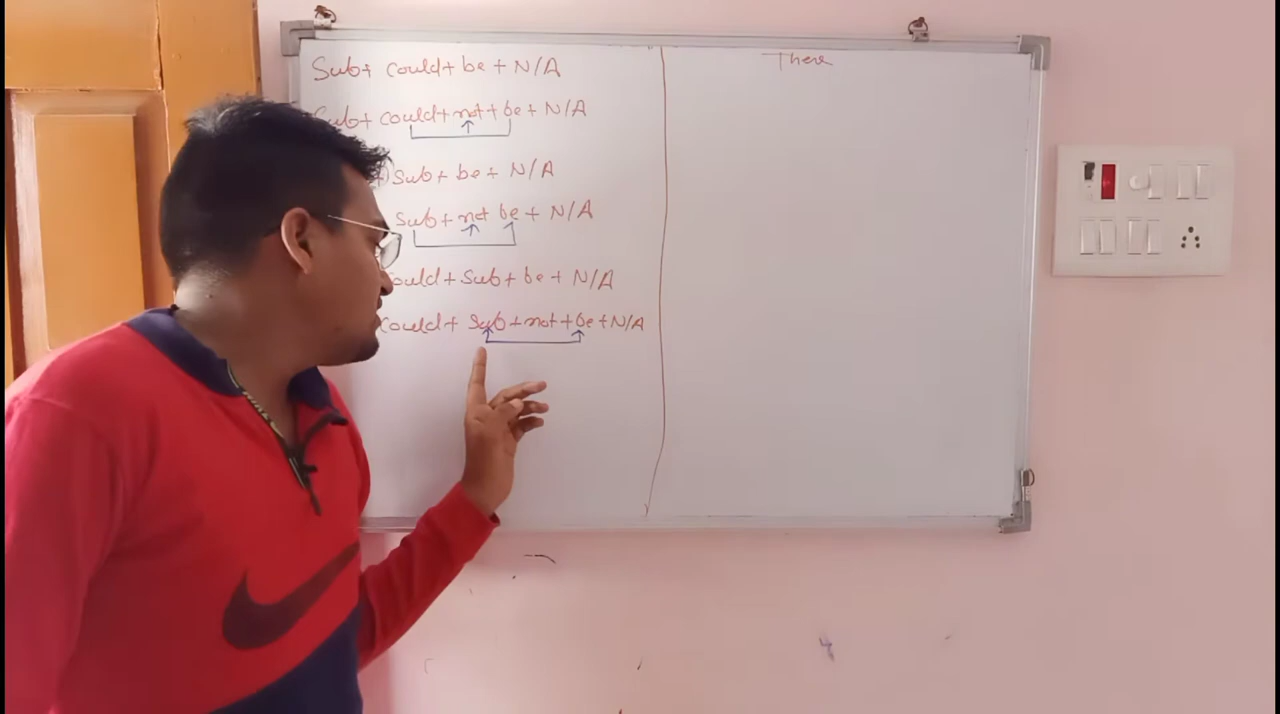 Sub+ could+be+N/A
Sub+ could+not+be+N/A
Sub+be+N/A
Sub+not be+N/A
could+Sub+be+N/A
could+Sub+not+be+N/A
There